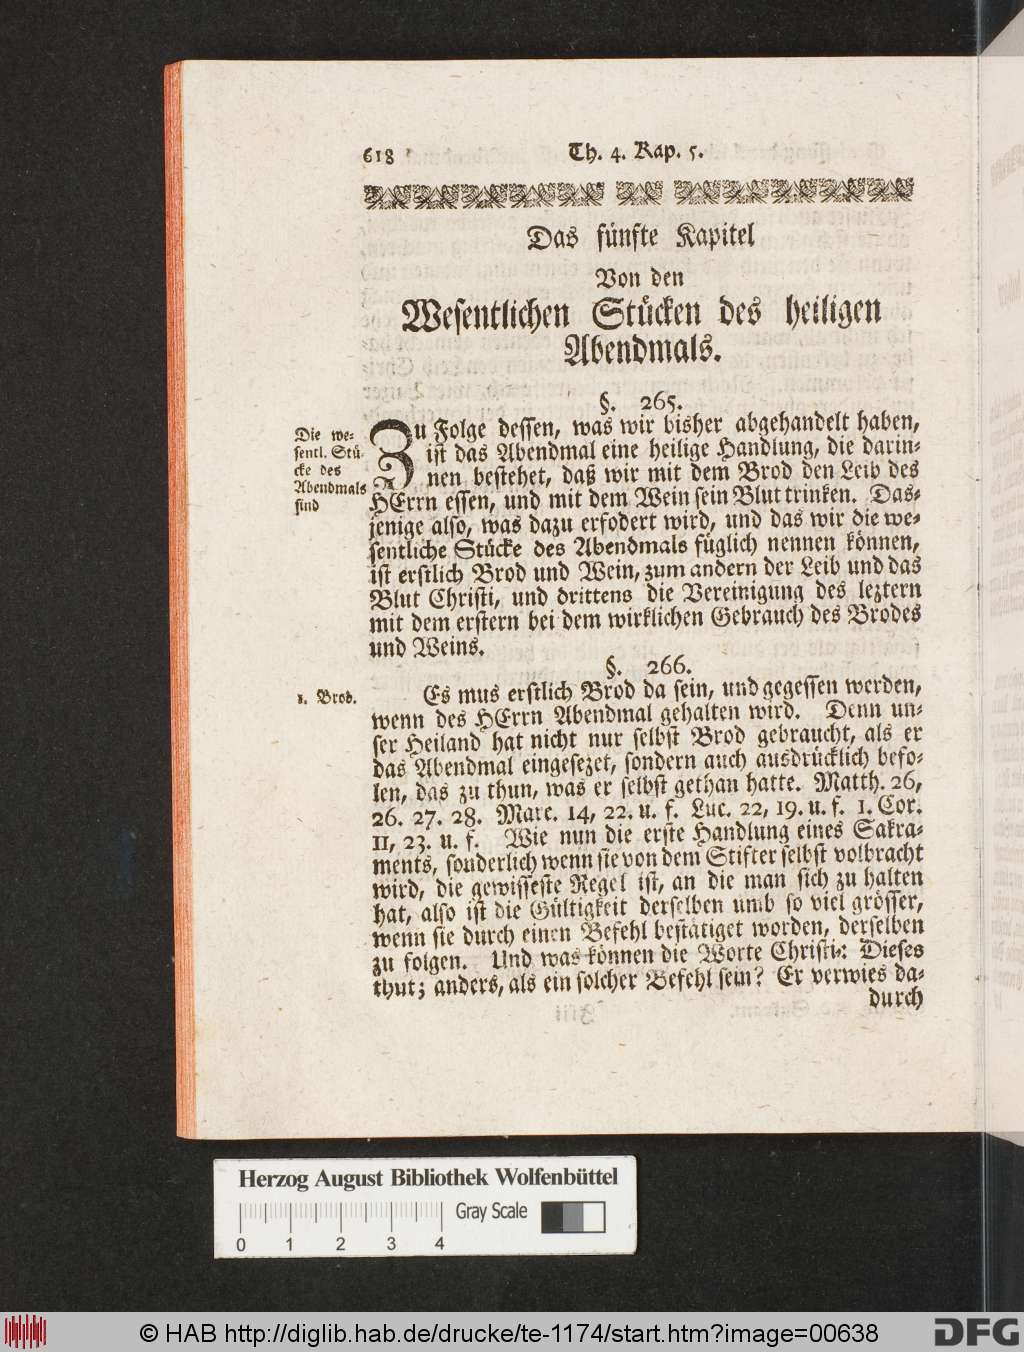 618 Th. 4. Kap. 5.
Das fünfte Kapitel
Von den
Wesentlichen Stücken des heiligen
Abendmals.
§. 265.
Die we-
sentl. Stü-
cke des
Abendmals
sind
Zu Folge dessen, was wir bisher abgehandelt haben,
ist das Abendmal eine heilige Handlung, die darin-
nen bestehet, daß wir mit dem Brod den Leib des
HErrn essen, und mit dem Wein sein Blut trinken. Das-
jenige also, was dazu erfodert wird, und das wir die we-
sentliche Stücke des Abendmals füglich nennen können,
ist erstlich Brod und Wein, zum andern der Leib und das
Blut Christi, und drittens die Vereinigung des leztern
mit dem erstern bei dem wirklichen Gebrauch des Brodes
und Weins.
§. 266.
1. Brod.
Es mus erstlich Brod da sein, und gegessen werden,
wenn des HErrn Abendmal gehalten wird. Denn un-
ser Heiland hat nicht nur selbst Brod gebraucht, als er
das Abendmal eingesezet, sondern auch ausdrücklich befo-
len, das zu thun, was er selbst gethan hatte. Matth. 26,
26. 27. 28. Marc. 14, 22. u. f. Luc. 22, 19. u. f. 1. Cor.
11, 23. u. f. Wie nun die erste Handlung eines Sakra-
ments, sonderlich wenn sie von dem Stifter selbst volbracht
wird, die gewisseste Regel ist, an die man sich zu halten
hat, also ist die Gültigkeit derselben umb so viel grösser,
wenn sie durch einen Befehl bestätiget worden, derselben
zu folgen. Und was können die Worte Christi: Dieses
thut; anders, als ein solcher Befehl sein? Er verwies da-
durch
Herzog August Bibliothek Wolfenbüttel
Gray Scale
0 1 2 3 4
© HAB http://diglib.hab.de/drucke/te-1174/start.htm?image=00638
DFG